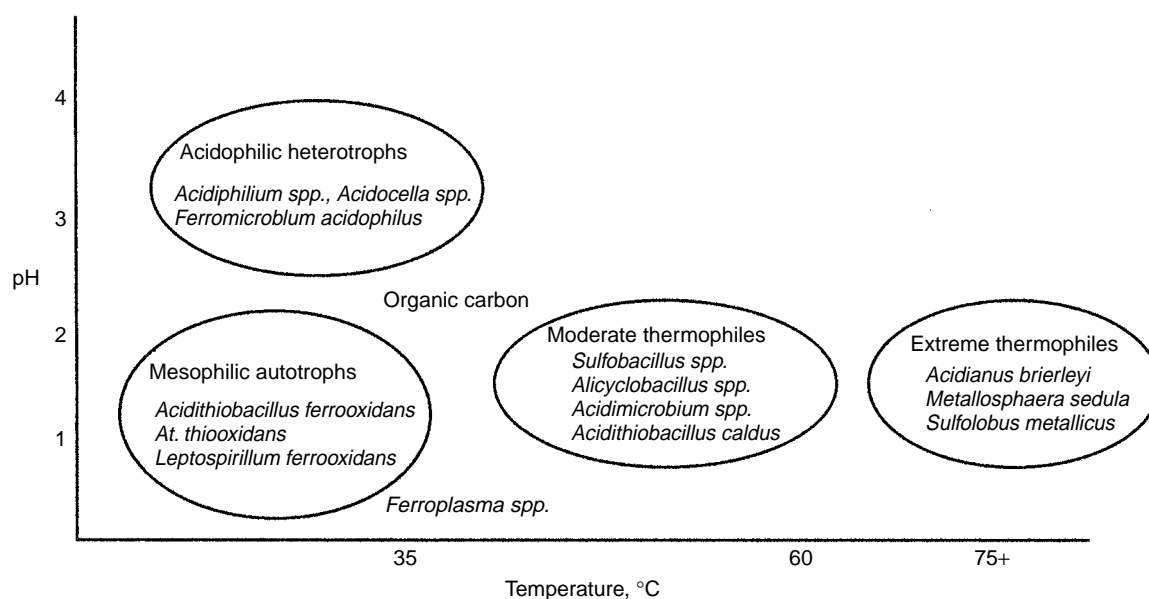 4
Acidophilic heterotrophs
Acidiphilium spp., Acidocella spp.
Ferromicroblum acidophilus
3
pH
Organic carbon
2
Mesophilic autotrophs
Acidithiobacillus ferrooxidans
At. thiooxidans
Leptospirillum ferrooxidans
1
Moderate thermophiles
Sulfobacillus spp.
Alicyclobacillus spp.
Acidimicrobium spp.
Acidithiobacillus caldus
Extreme thermophiles
Acidianus brierleyi
Metallosphaera sedula
Sulfolobus metallicus
Ferroplasma spp.
35
60
75+
Temperature, °C